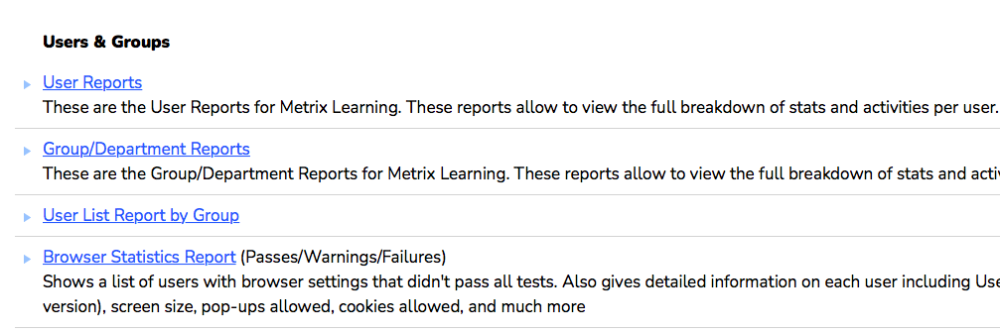 Users & Groups
User Reports
These are the User Reports for Metrix Learning. These reports allow to view the full breakdown of stats and activities per user.
Group/Department Reports
These are the Group/Department Reports for Metrix Learning. These reports allow to view the full breakdown of stats and
User List Report by Group
Browser Statistics Report (Passes/Warnings/Failures)
Shows a list of users with browser settings that didn't pass all tests. Also gives detailed information on each user including
version), screen size, pop-ups allowed, cookies allowed, and much more